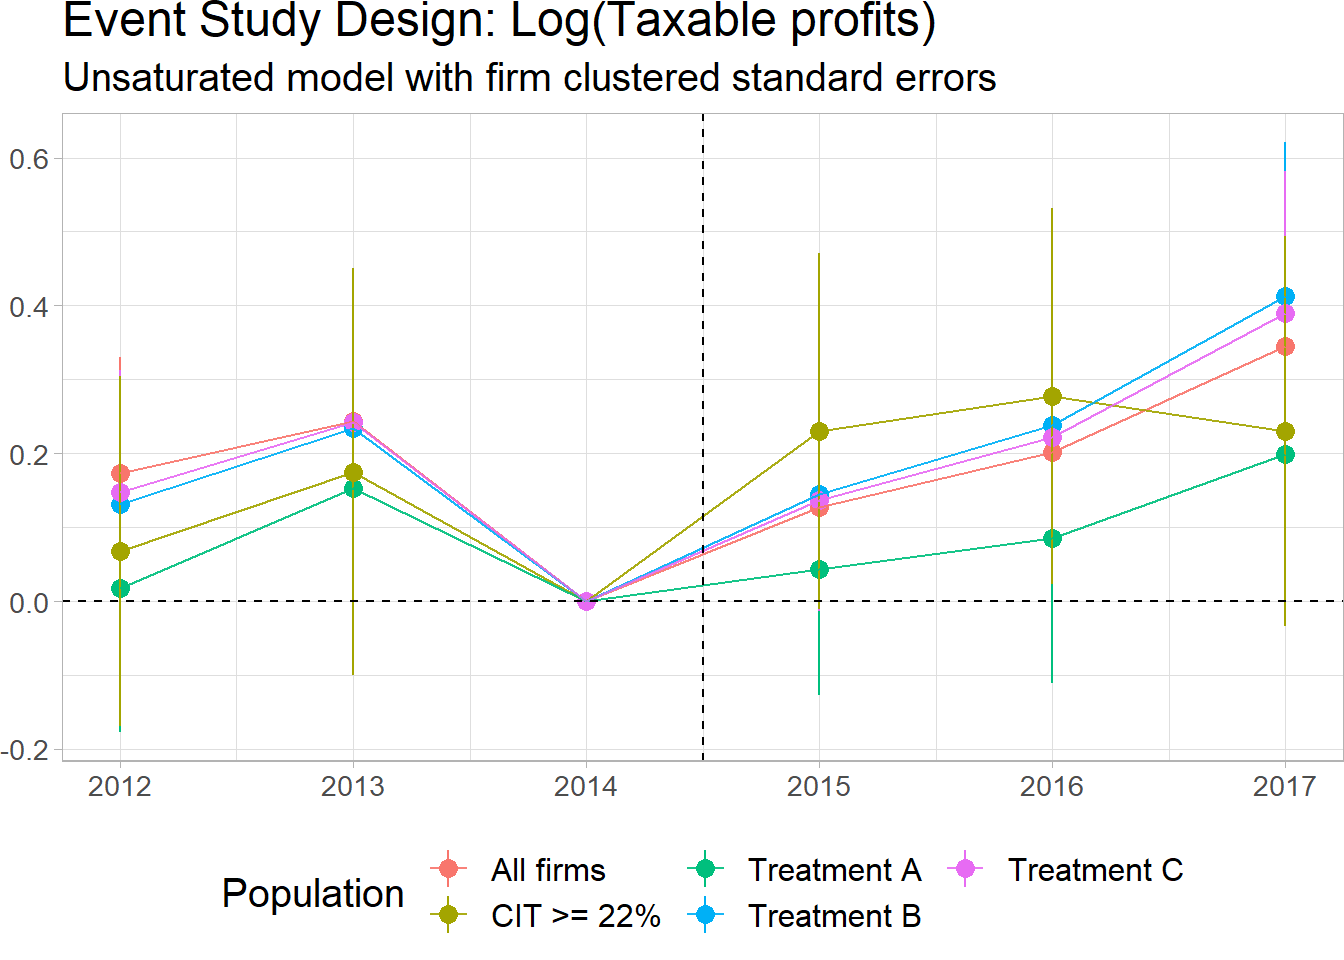 Event Study Design: Log(Taxable profits)
Unsaturated model with firm clustered standard errors
0.6
0.4
0.2
0.0
-0.2
2012 2013 2014 2015 2016 2017
Population
All firms Treatment A Treatment C
CIT >= 22% Treatment B